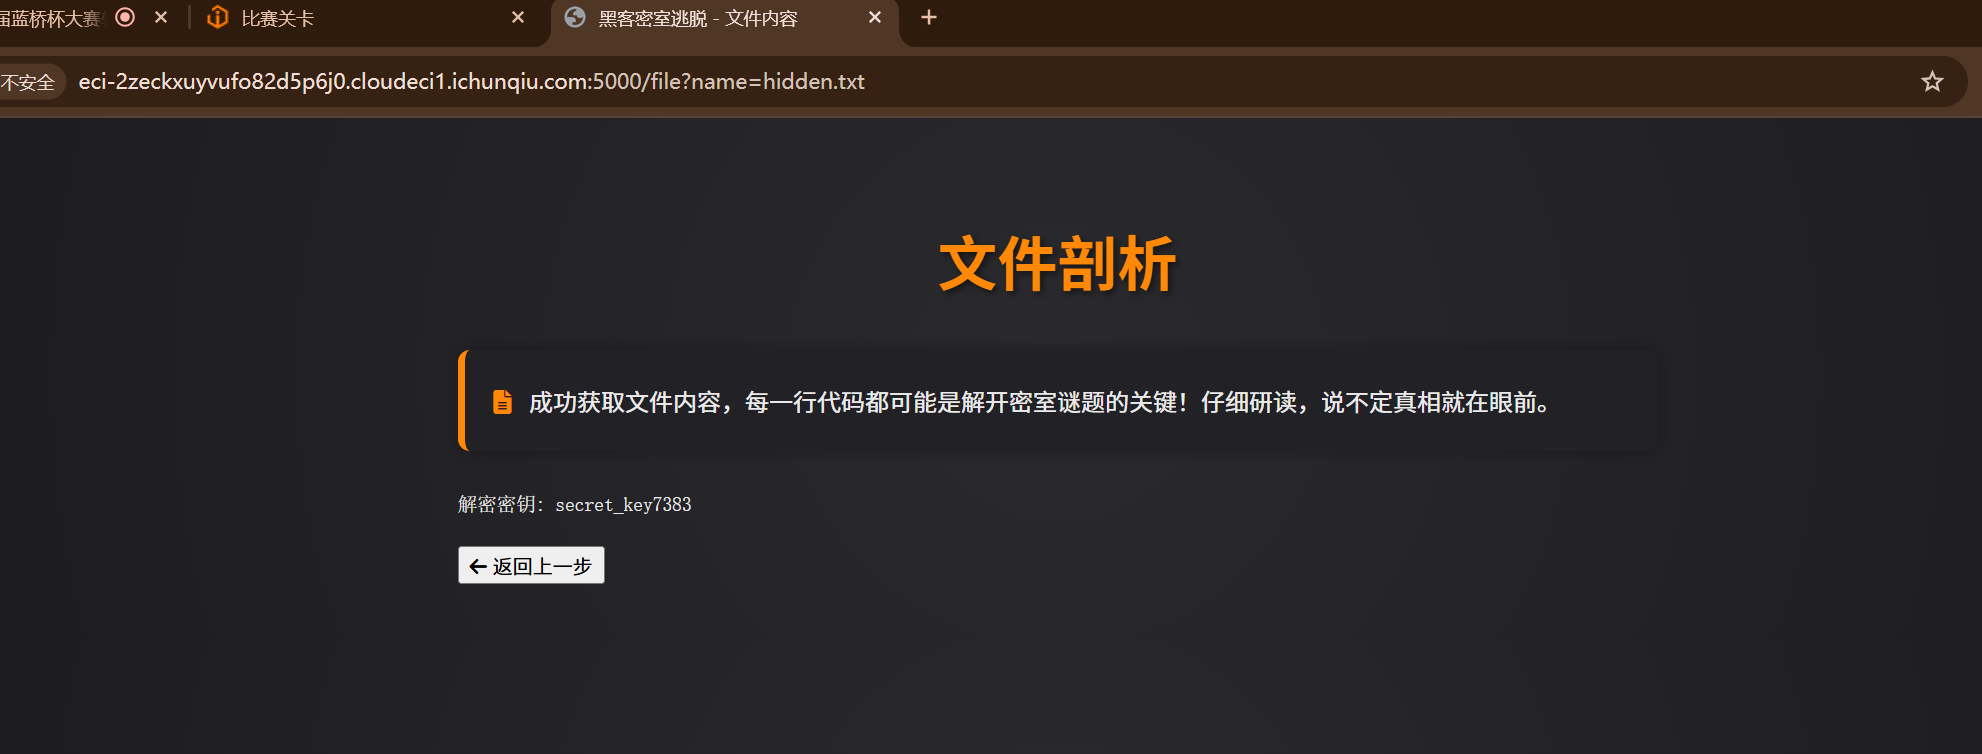 届蓝桥杯大赛
比赛关卡
黑客密室逃脱 - 文件内容
不安全
eci-2zeckxuyvufo82d5p6j0.cloudeci1.ichunqiu.com:5000/file?name=hidden.txt
文件剖析
成功获取文件内容，每一行代码都可能是解开密室谜题的关键！仔细研读，说不定真相就在眼前。
解密密钥：secret_key7383
返回上一步